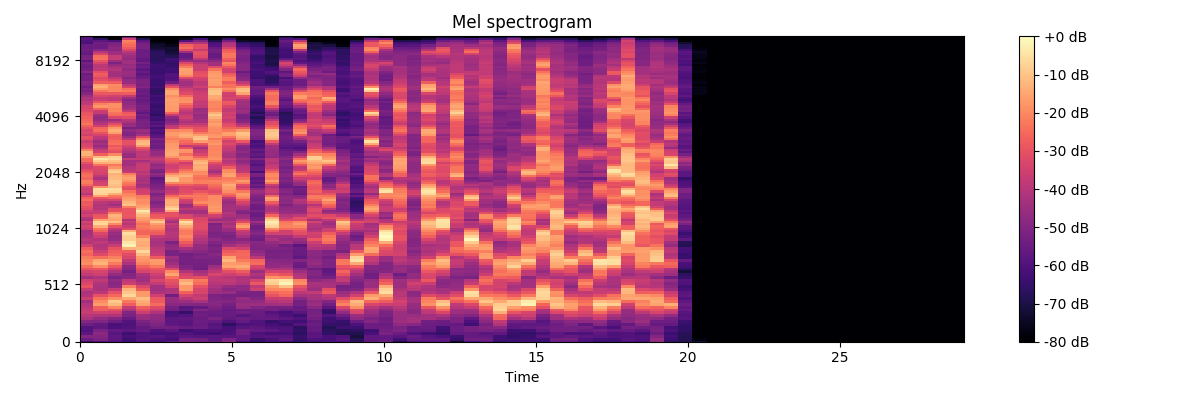 Mel spectrogram
Hz
8192
4096
2048
1024
512
0
0 5 10 15 20 25
Time
+0 dB
-10 dB
-20 dB
-30 dB
-40 dB
-50 dB
-60 dB
-70 dB
-80 dB